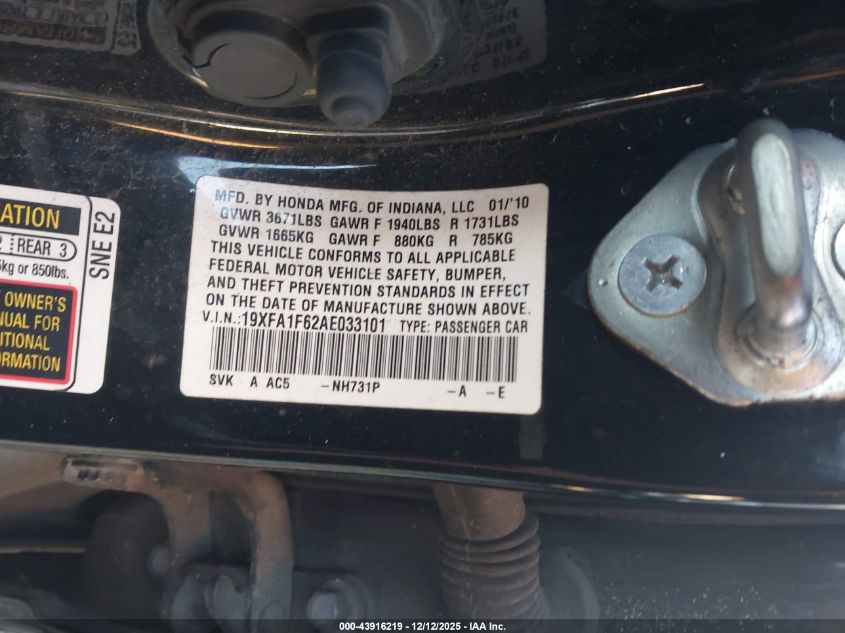 MFD. BY HONDA MFG. OF INDIANA, LLC 01/'10
GVWR 3671LBS GAWR F 1940LBS R 1731LBS
GVWR 1665KG GAWR F 880KG R 785KG
THIS VEHICLE CONFORMS TO ALL APPLICABLE
FEDERAL MOTOR VEHICLE SAFETY, BUMPER,
AND THEFT PREVENTION STANDARDS IN EFFECT
ON THE DATE OF MANUFACTURE SHOWN ABOVE.
V.I.N.:19XFA1F62AE033101 TYPE: PASSENGER CAR
SVK A AC5 -NH731P -A -E
ATION
2 REAR 3
kg or 850lbs.
OWNER'S
NUAL FOR
ITIONAL
ORMATION
SNE E2
000-43916219 - 12/12/2025 - IAA Inc.